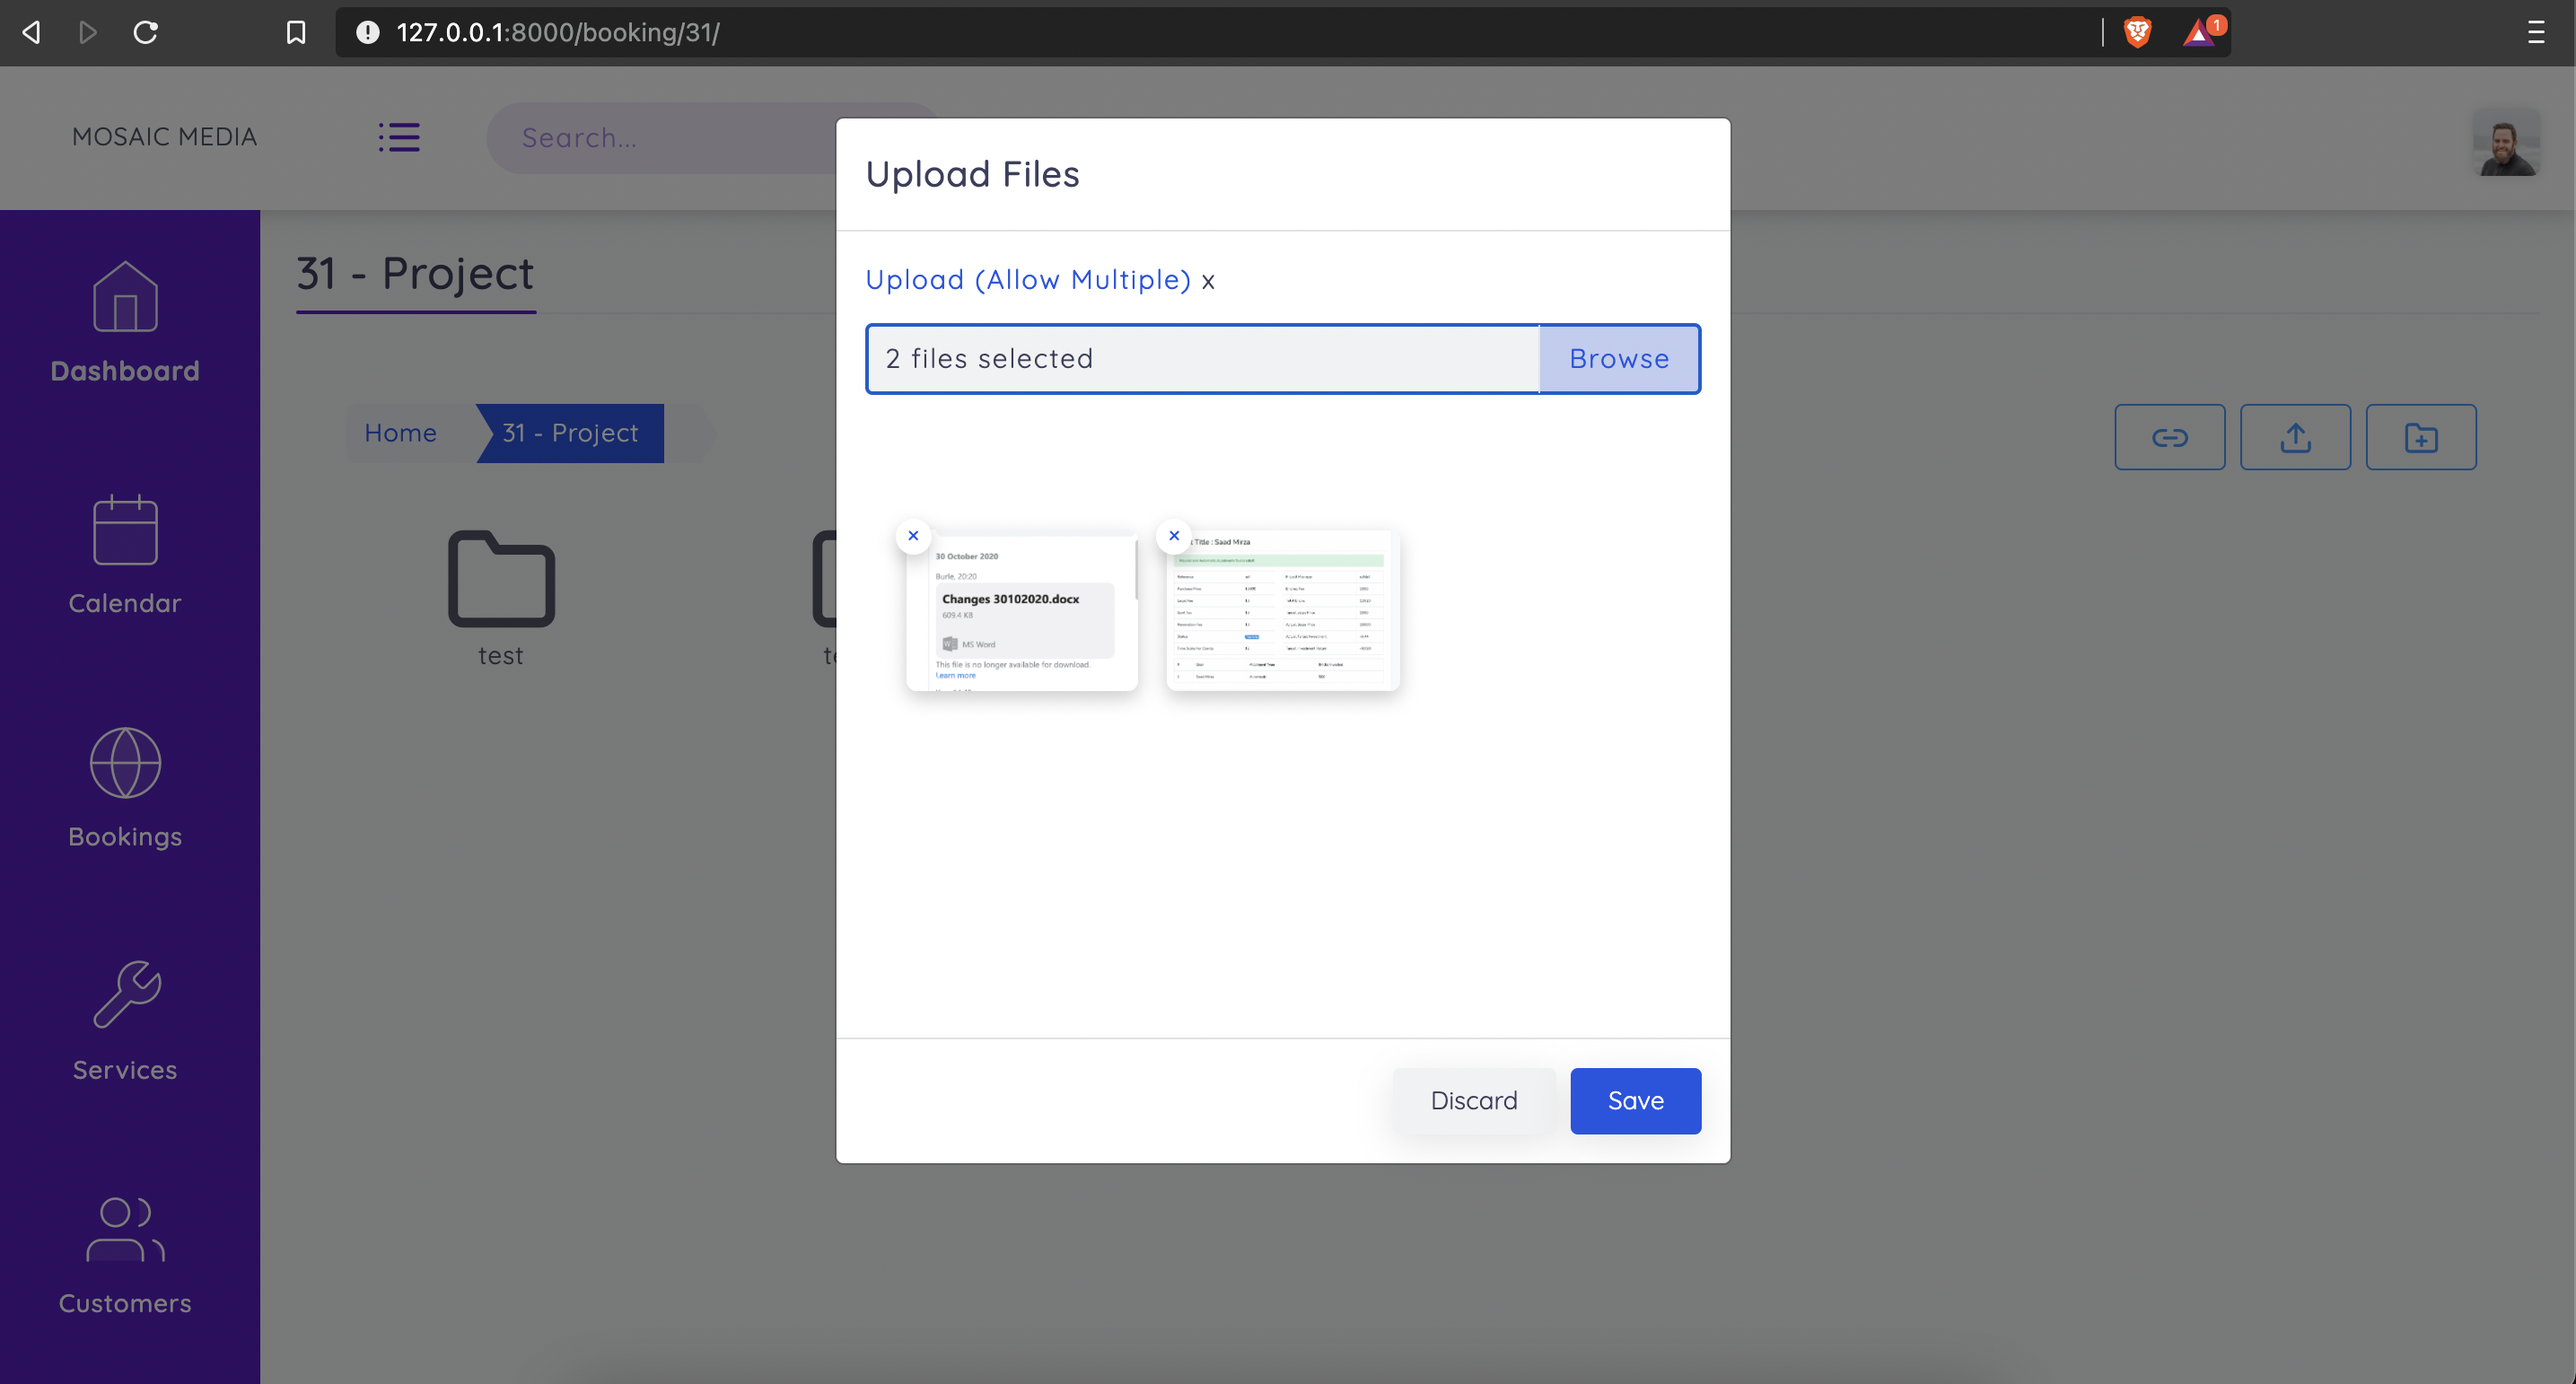 127.0.0.1:8000/booking/31/
1
MOSAIC MEDIA
Search...
Upload Files
Upload (Allow Multiple) x
2 files selected
Browse
31 - Project
Dashboard
Home
31 - Project
Calendar
test
30 October 2020
Burle, 20:20
Changes 30102020.docx
609.4 KB
MS Word
This file is no longer available for download.
Learn more
Title : Saad Mirza
Bookings
Services
Customers
Discard
Save